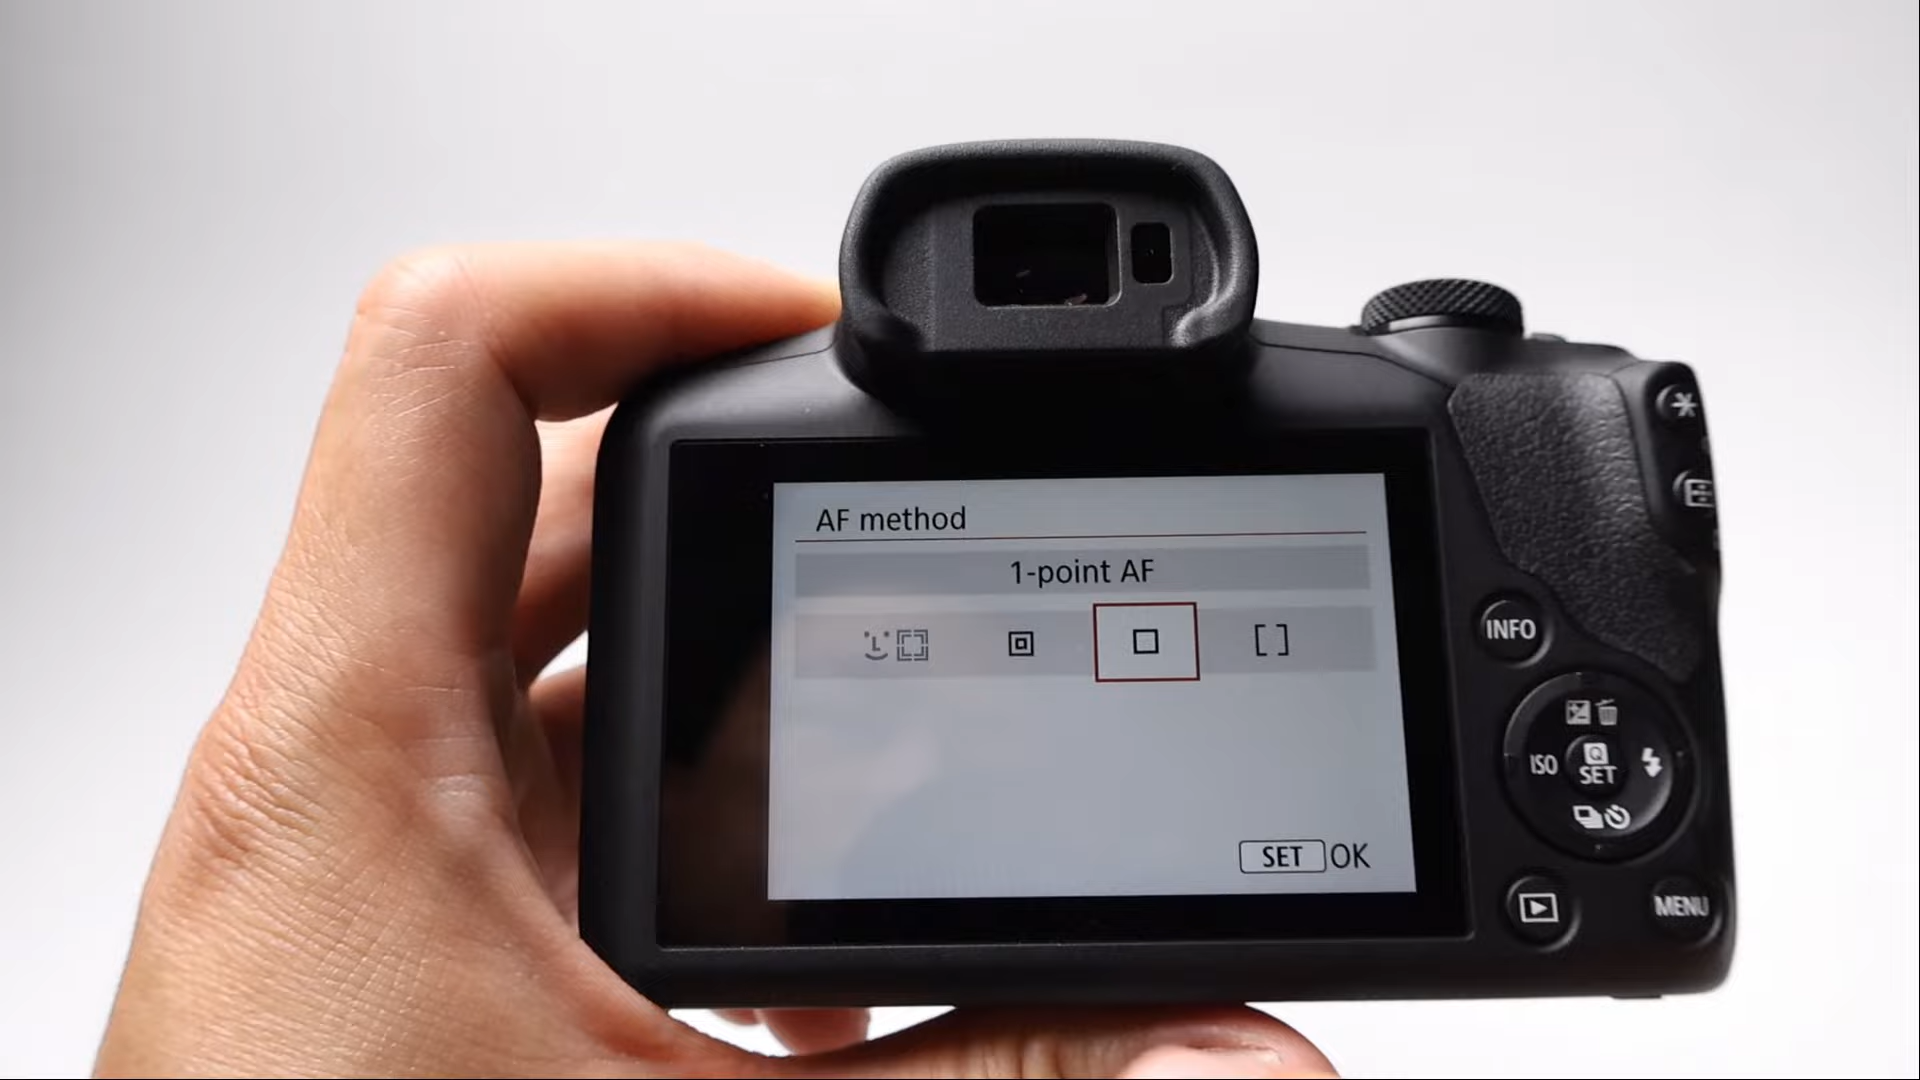 AF method
1-point AF
SET OK
INFO
ISO
Q
SET
MENU